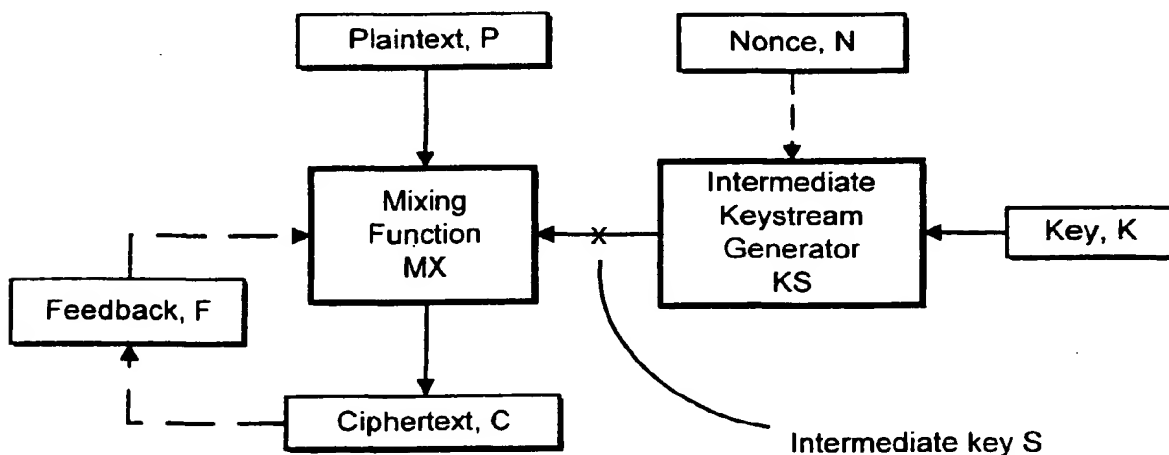 Plaintext, P
Nonce, N
Mixing
Function
MX
Intermediate
Keystream
Generator
KS
Key, K
Feedback, F
Ciphertext, C
Intermediate key S